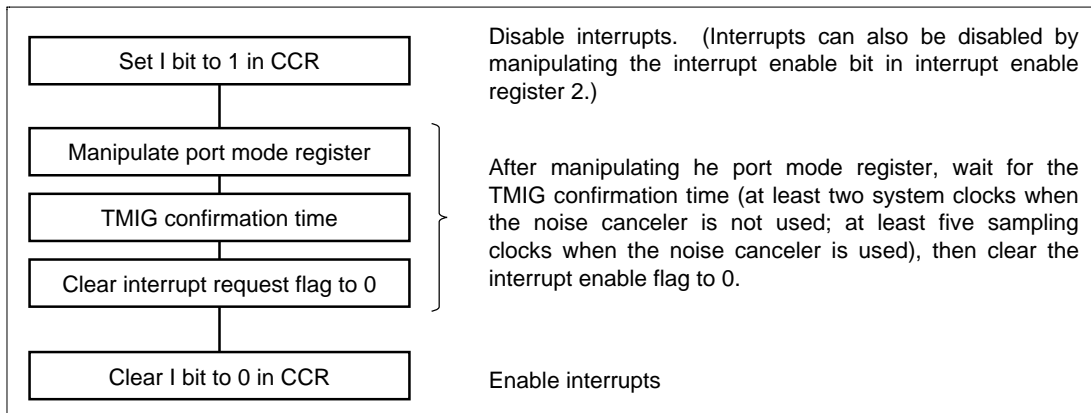 Set I bit to 1 in CCR
Disable interrupts. (Interrupts can also be disabled by
manipulating the interrupt enable bit in interrupt enable
register 2.)
Manipulate port mode register
TMIG confirmation time
Clear interrupt request flag to 0
After manipulating he port mode register, wait for the
TMIG confirmation time (at least two system clocks when
the noise canceler is not used; at least five sampling
clocks when the noise canceler is used), then clear the
interrupt enable flag to 0.
Clear I bit to 0 in CCR
Enable interrupts